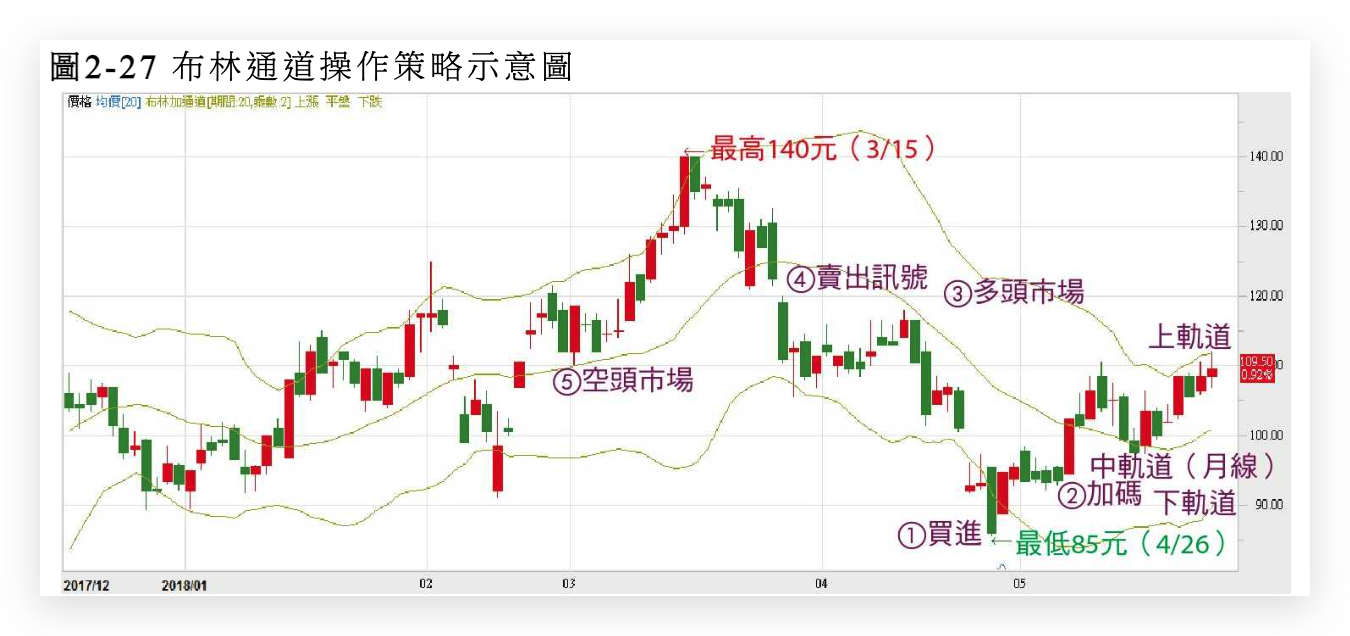 圖2-27 布林通道操作策略示意圖
價格 均價[20] 布林加通道[期間:20,張數:2] 上漲 平盤 下跌
←最高140元（3/15）
140.00
130.00
④賣出訊號
③多頭市場
120.00
上軌道
109.50
0.92%
⑤空頭市場
100.00
中軌道（月線）
②加碼
下軌道
90.00
①買進
←最低85元（4/26）
2017/12 2018/01 02 03 04 05